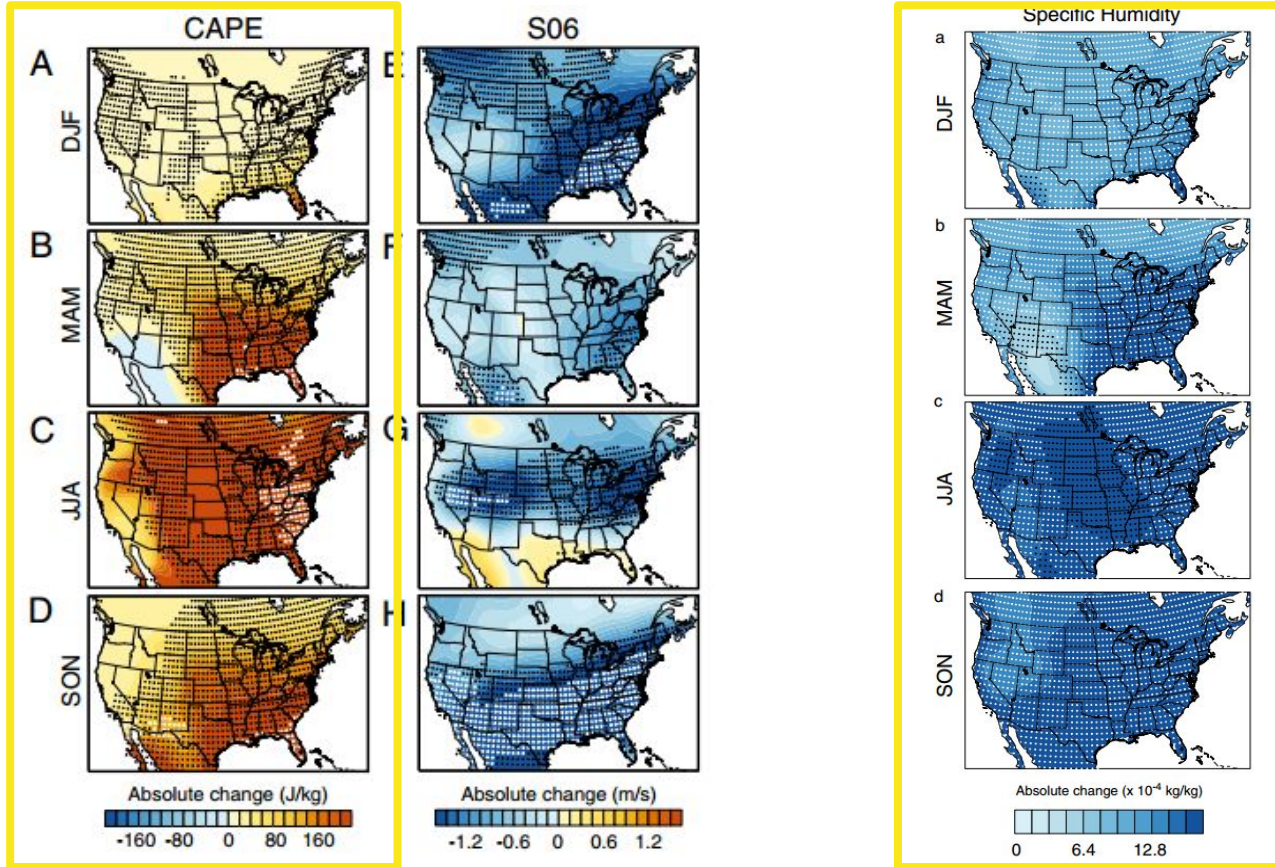 CAPE
S06
Specific Humidity
A
DJF
E
a
DJF
B
MAM
F
b
MAM
C
JJA
G
c
JJA
D
SON
H
d
SON
Absolute change (J/kg)
-160 -80 0 80 160
Absolute change (m/s)
-1.2 -0.6 0 0.6 1.2
Absolute change (x 10⁻⁴ kg/kg)
0 6.4 12.8